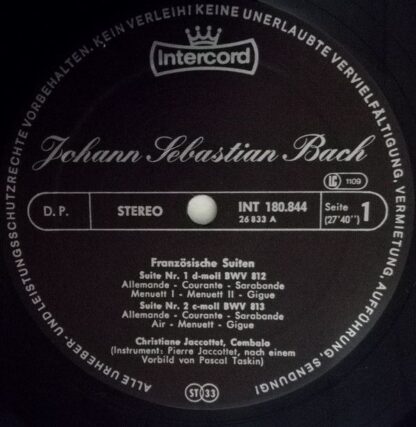 ALLE URHEBER- UND LEISTUNGSSCHUTZRECHTE VORBEHALTEN. KEIN VERLEIH! KEINE UNERLAUBTE VERVIELFÄLTIGUNG, VERMIETUNG, AUFFÜHRUNG, SENDUNG!
Intercord
Johann Sebastian Bach
LC 1109
D. P. STEREO INT 180.844 Seite 1
26 833 A (27'40'')
Französische Suiten
Suite Nr. 1 d-moll BWV 812
Allemande - Courante - Sarabande
Menuett I - Menuett II - Gigue
Suite Nr. 2 c-moll BWV 813
Allemande - Courante - Sarabande
Air - Menuett - Gigue
Christiane Jaccottet, Cembalo
(Instrument: Pierre Jaccottet, nach einem
Vorbild von Pascal Taskin)
ST 33